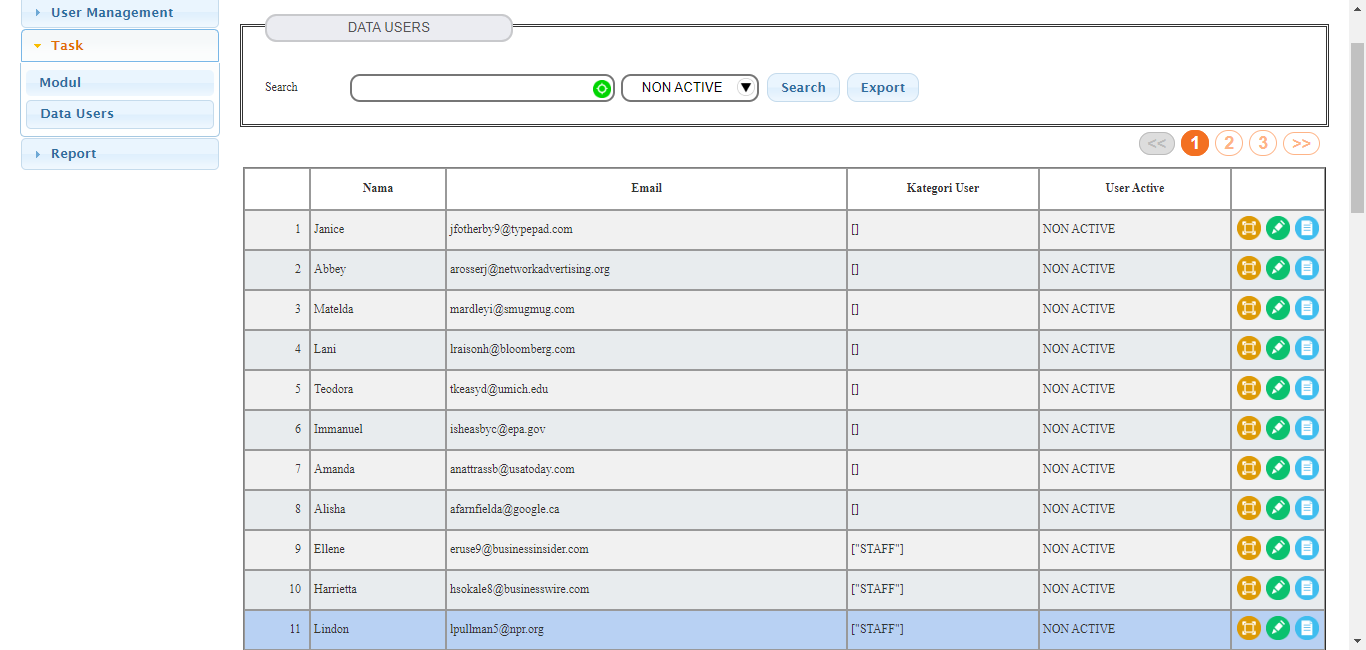 User Management
Task
Modul
Data Users
Report
DATA USERS
Search NON ACTIVE Search Export
<< 1 2 3 >>
Nama Email Kategori User User Active
1 Janice jfotherby9@typepad.com [] NON ACTIVE
2 Abbey arosserj@networkadvertising.org [] NON ACTIVE
3 Matelda mardleyi@smugmug.com [] NON ACTIVE
4 Lani lraisonh@bloomberg.com [] NON ACTIVE
5 Teodora tkeasyd@umich.edu [] NON ACTIVE
6 Immanuel isheasbyc@epa.gov [] NON ACTIVE
7 Amanda anattrassb@usatoday.com [] NON ACTIVE
8 Alisha afarnfielda@google.ca [] NON ACTIVE
9 Ellene eruse9@businessinsider.com ["STAFF"] NON ACTIVE
10 Harrietta hsokale8@businesswire.com ["STAFF"] NON ACTIVE
11 Lindon lpullman5@npr.org ["STAFF"] NON ACTIVE